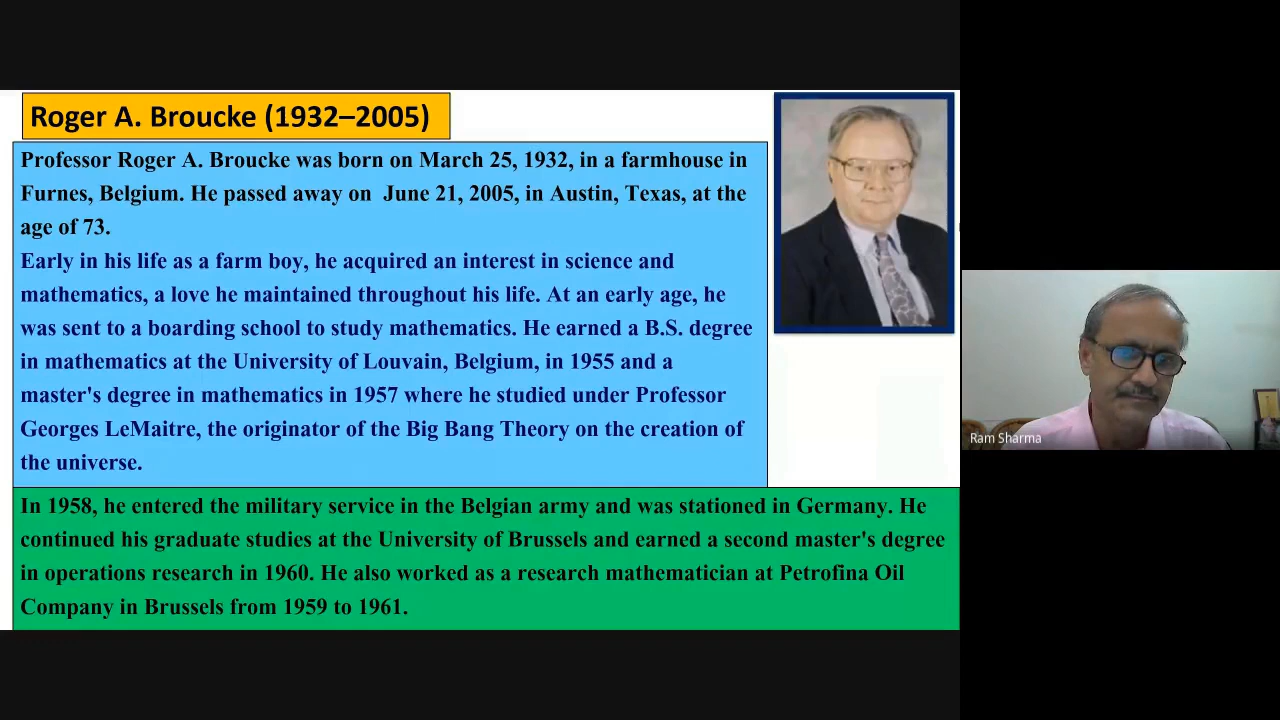 Roger A. Broucke (1932–2005)
Professor Roger A. Broucke was born on March 25, 1932, in a farmhouse in
Furnes, Belgium. He passed away on June 21, 2005, in Austin, Texas, at the
age of 73.
Early in his life as a farm boy, he acquired an interest in science and
mathematics, a love he maintained throughout his life. At an early age, he
was sent to a boarding school to study mathematics. He earned a B.S. degree
in mathematics at the University of Louvain, Belgium, in 1955 and a
master's degree in mathematics in 1957 where he studied under Professor
Georges LeMaitre, the originator of the Big Bang Theory on the creation of
the universe.
In 1958, he entered the military service in the Belgian army and was stationed in Germany. He
continued his graduate studies at the University of Brussels and earned a second master's degree
in operations research in 1960. He also worked as a research mathematician at Petrofina Oil
Company in Brussels from 1959 to 1961.
Ram Sharma